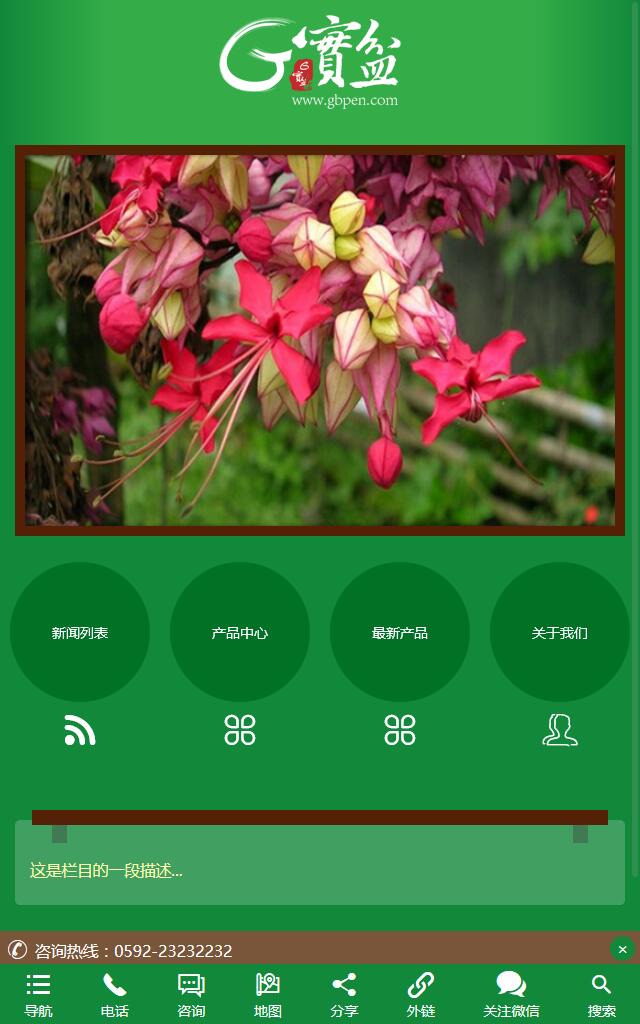 G寶盆
www.gbpen.com
新闻列表
产品中心
最新产品
关于我们
这是栏目的一段描述...
咨询热线：0592-23232232
×
导航
电话
咨询
地图
分享
外链
关注微信
搜索